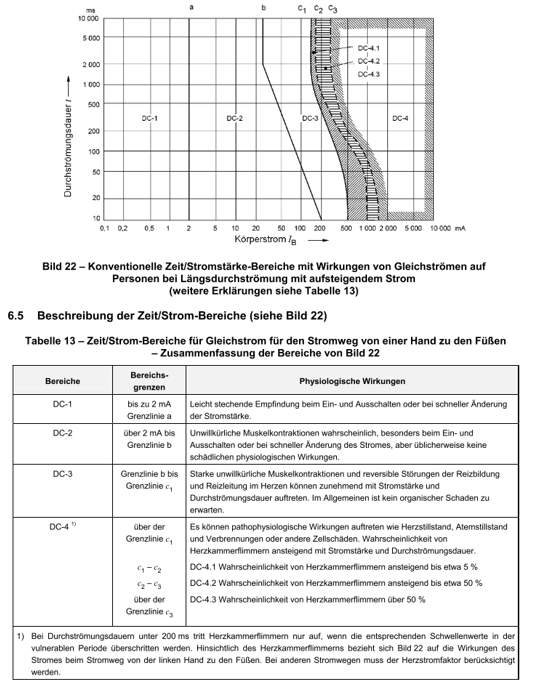 ms
a b C1 C2 C3
10 000
5 000
2 000
1 000
500
200
100
50
20
10
Durchströmungsdauer t
DC-1 DC-2 DC-3 DC-4
DC-4.1
DC-4.2
DC-4.3
0,1 0,2 0,5 1 2 5 10 20 50 100 200 500 1 000 2 000 5 000 10 000 mA
Körperstrom IB
Bild 22 – Konventionelle Zeit/Stromstärke-Bereiche mit Wirkungen von Gleichströmen auf
Personen bei Längsdurchströmung mit aufsteigendem Strom
(weitere Erklärungen siehe Tabelle 13)
6.5 Beschreibung der Zeit/Strom-Bereiche (siehe Bild 22)
Tabelle 13 – Zeit/Strom-Bereiche für Gleichstrom für den Stromweg von einer Hand zu den Füßen
– Zusammenfassung der Bereiche von Bild 22
Bereiche
Bereichs-
grenzen
Physiologische Wirkungen
DC-1
bis zu 2 mA
Grenzlinie a
Leicht stechende Empfindung beim Ein- und Ausschalten oder bei schneller Änderung
der Stromstärke.
DC-2
über 2 mA bis
Grenzlinie b
Unwillkürliche Muskelkontraktionen wahrscheinlich, besonders beim Ein- und
Ausschalten oder bei schneller Änderung des Stromes, aber üblicherweise keine
schädlichen physiologischen Wirkungen.
DC-3
Grenzlinie b bis
Grenzlinie c1
Starke unwillkürliche Muskelkontraktionen und reversible Störungen der Reizbildung
und Reizleitung im Herzen können zunehmend mit Stromstärke und
Durchströmungsdauer auftreten. Im Allgemeinen ist kein organischer Schaden zu
erwarten.
DC-4 1)
über der
Grenzlinie c1
Es können pathophysiologische Wirkungen auftreten wie Herzstillstand, Atemstillstand
und Verbrennungen oder andere Zellschäden. Wahrscheinlichkeit von
Herzkammerflimmern ansteigend mit Stromstärke und Durchströmungsdauer.
c1 – c2
DC-4.1 Wahrscheinlichkeit von Herzkammerflimmern ansteigend bis etwa 5 %
c2 – c3
DC-4.2 Wahrscheinlichkeit von Herzkammerflimmern ansteigend bis etwa 50 %
über der
Grenzlinie c3
DC-4.3 Wahrscheinlichkeit von Herzkammerflimmern über 50 %
1) Bei Durchströmungsdauern unter 200 ms tritt Herzkammerflimmern nur auf, wenn die entsprechenden Schwellenwerte in der
vulnerablen Periode überschritten werden. Hinsichtlich des Herzkammerflimmerns bezieht sich Bild 22 auf die Wirkungen des
Stromes beim Stromweg von der linken Hand zu den Füßen. Bei anderen Stromwegen muss der Herzstromfaktor berücksichtigt
werden.